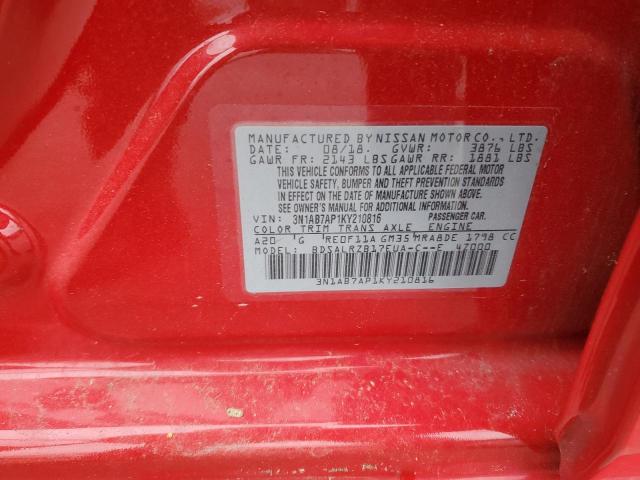 MANUFACTURED BY NISSAN MOTOR CO., LTD.
DATE: 08/18. GVWR: 3876 LBS
GAWR FR: 2143 LBS GAWR RR: 1881 LBS
THIS VEHICLE CONFORMS TO ALL APPLICABLE FEDERAL MOTOR
VEHICLE SAFETY, BUMPER AND THEFT PREVENTION STANDARDS
IN EFFECT ON THE DATE OF MANUFACTURE SHOWN ABOVE.
SEE OWNER'S MANUAL FOR ADDITIONAL INFORMATION
VIN: 3N1AB7AP1KY210816 PASSENGER CAR
COLOR TRIM TRANS AXLE ENGINE
A20 G RE0F11A GM35 MRA8DE 1798 CC
MODEL: BDSALRZB17EUA-C--E 47000
3N1AB7AP1KY210816